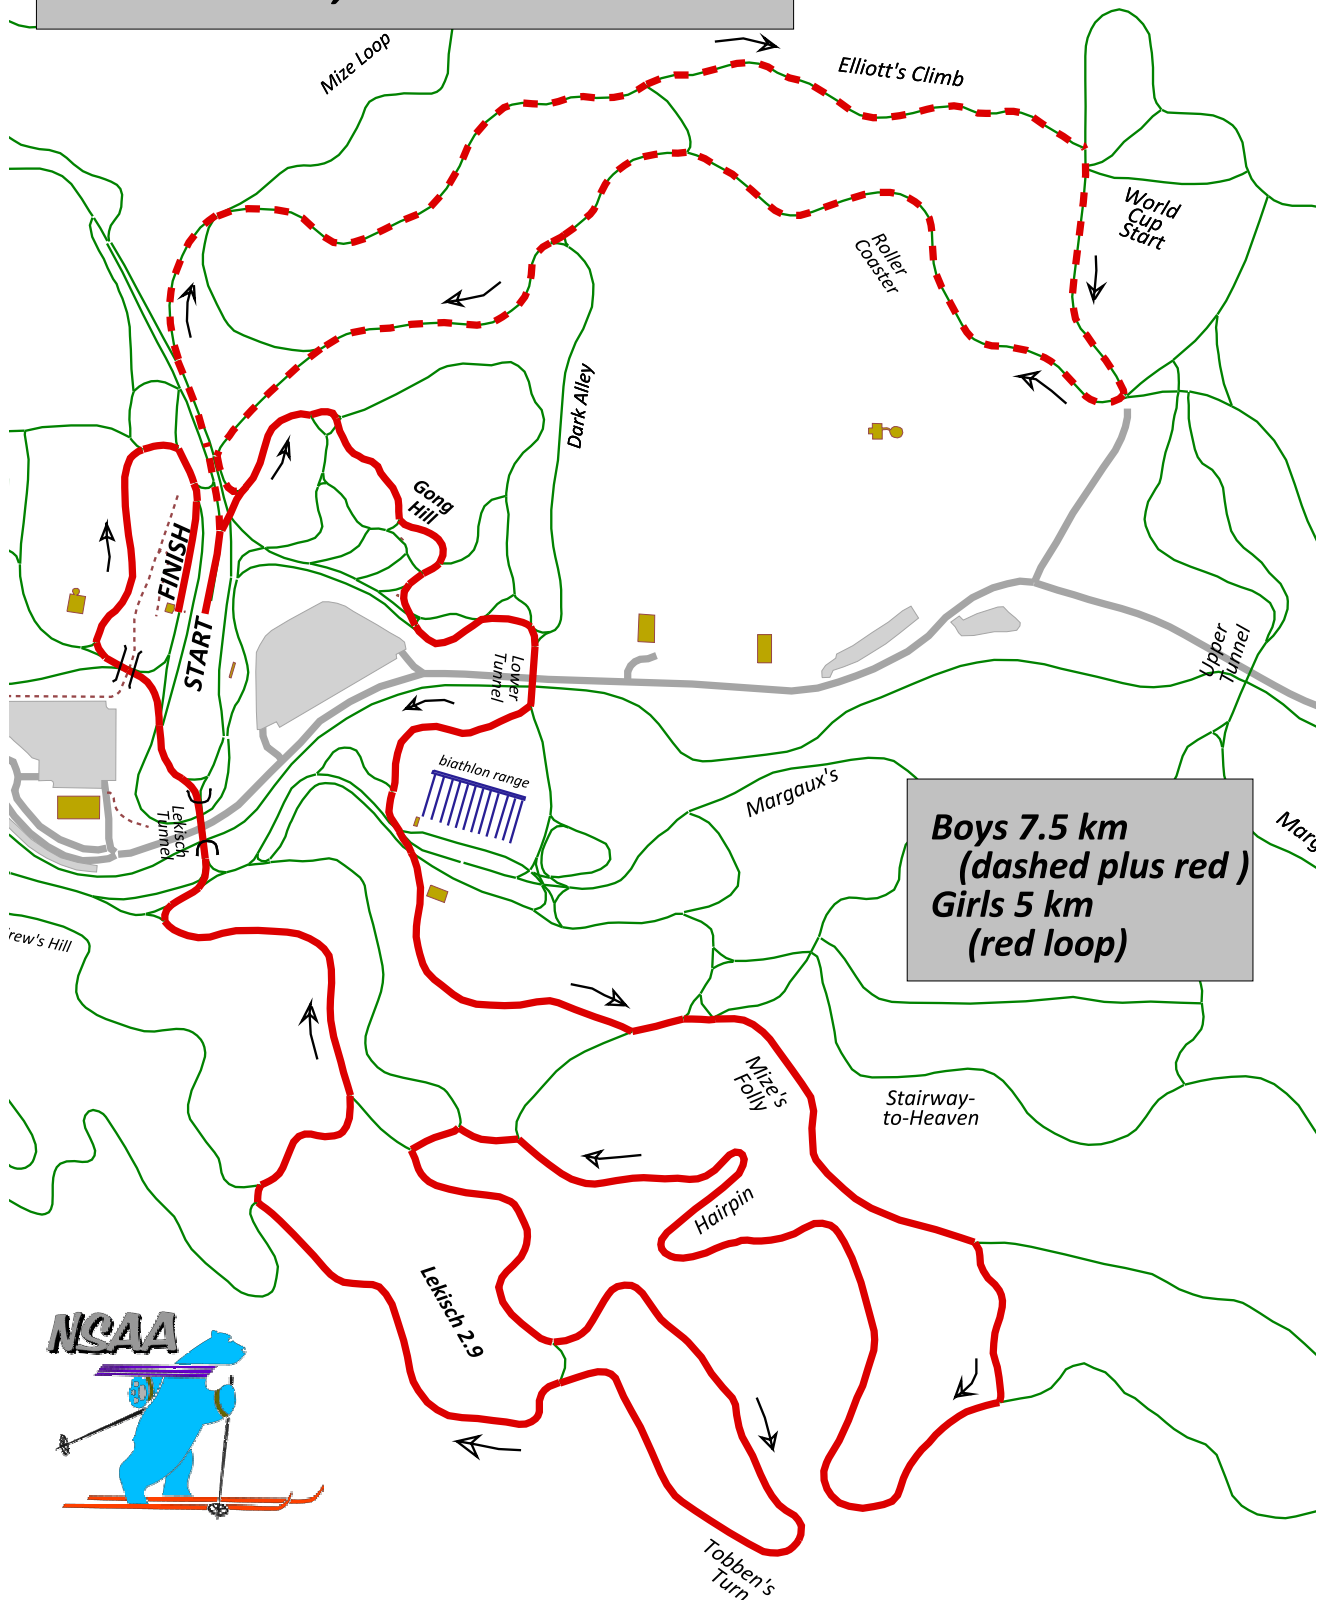 Mize Loop
Elliott's Climb
World
Cup
Start
Roller
Coaster
Dark Alley
Gong
Hill
FINISH
START
Lower
Tunnel
Upper
Tunnel
biathlon range
Margaux's
Lekisch
Tunnel
Boys 7.5 km
(dashed plus red )
Girls 5 km
(red loop)
Marg
rew's Hill
Mize's
Folly
Stairway-
to-Heaven
Hairpin
Lekisch 2.9
NSAA
Tobben's
Turn